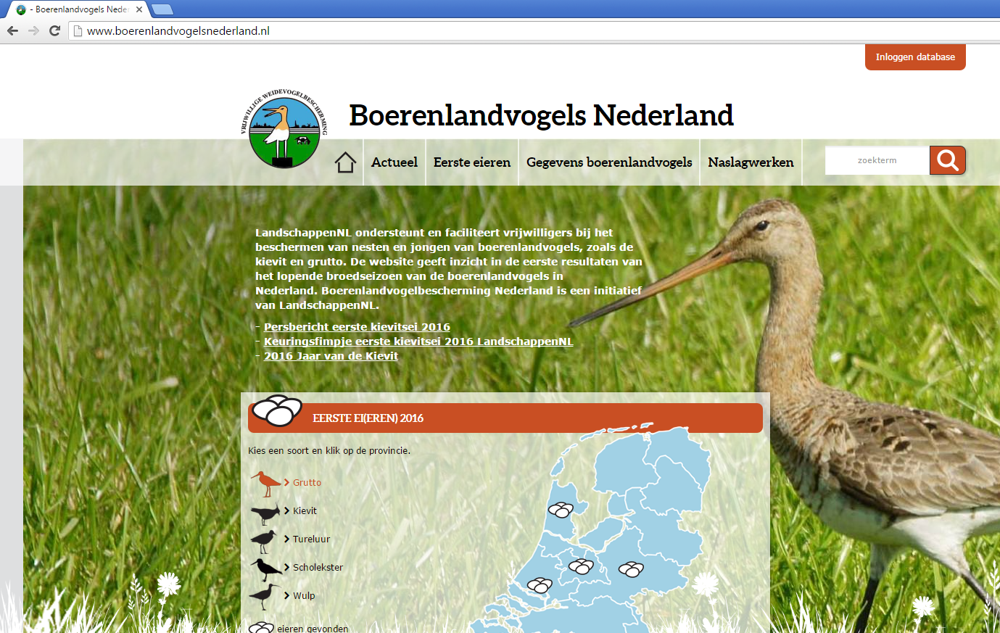 - Boerenlandvogels Nede
www.boerenlandvogelsnederland.nl
Inloggen database
VRIJWILLIGE WEIDEVOGELBESCHERMING
Boerenlandvogels Nederland
Actueel
Eerste eieren
Gegevens boerenlandvogels
Naslagwerken
zoekterm
LandschappenNL ondersteunt en faciliteert vrijwilligers bij het
beschermen van nesten en jongen van boerenlandvogels, zoals de
kievit en grutto. De website geeft inzicht in de eerste resultaten van
het lopende broedseizoen van de boerenlandvogels in
Nederland. Boerenlandvogelbescherming Nederland is een initiatief
van LandschappenNL.
- Persbericht eerste kievitsei 2016
- Keuringsfimpje eerste kievitsei 2016 LandschappenNL
- 2016 Jaar van de Kievit
EERSTE EI(EREN) 2016
Kies een soort en klik op de provincie.
Grutto
Kievit
Tureluur
Scholekster
Wulp
eieren gevonden